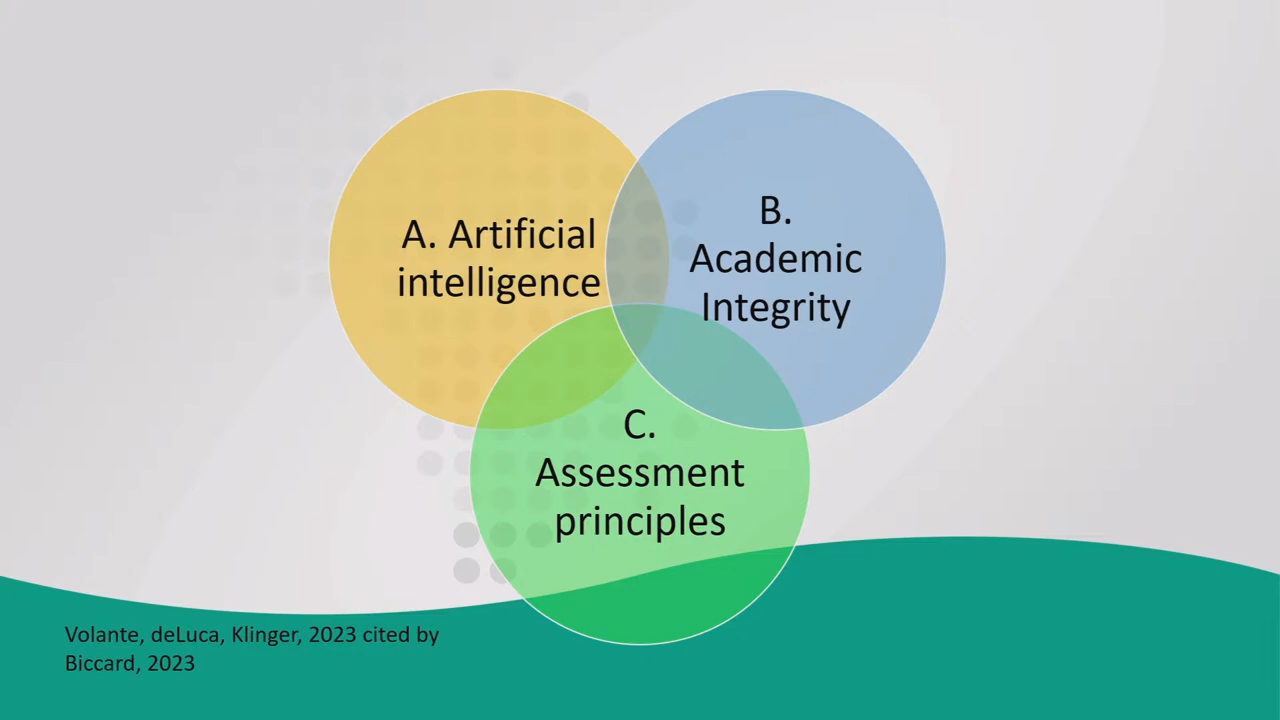 A. Artificial
intelligence
B.
Academic
Integrity
C.
Assessment
principles
Volante, deLuca, Klinger, 2023 cited by
Biccard, 2023